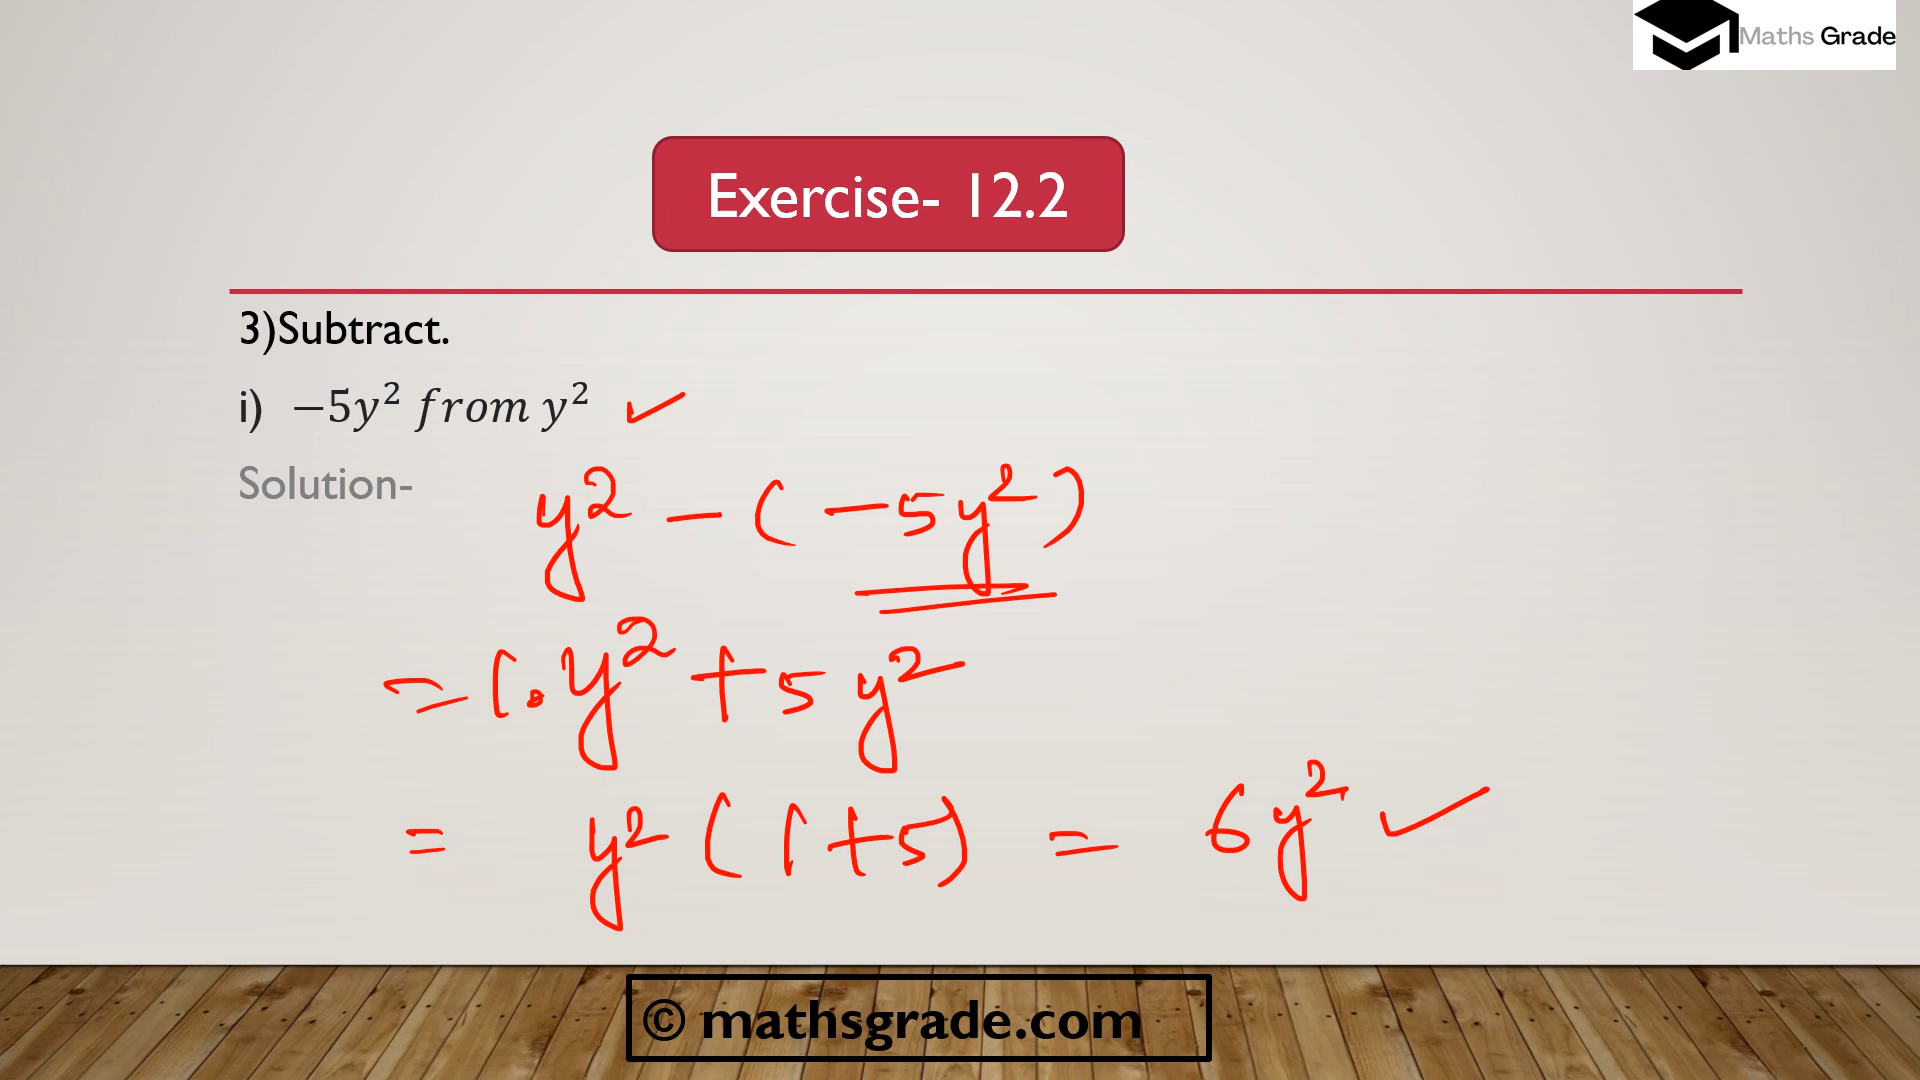 Maths Grade
Exercise- 12.2
3)Subtract.
i) −5y² from y² ✓
Solution-
y² − (−5y²)
= 1.y² + 5y²
= y² (1+5) = 6y² ✓
© mathsgrade.com